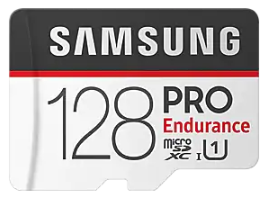 SAMSUNG
128 PRO
Endurance
micro SD XC I U1